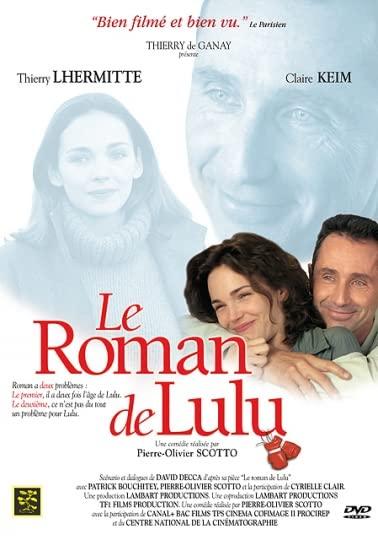 "Bien filmé et bien vu." Le Parisien
THIERRY de GANAY
présente
Thierry LHERMITTE
Claire KEIM
Le
Roman
de Lulu
Roman a deux problèmes :
Le premier, il a deux fois l'âge de Lulu.
Le deuxième, ce n'est pas du tout
un problème pour Lulu.
Une comédie réalisée par
Pierre-Olivier SCOTTO
Scénario et dialogues de DAVID DECCA d'après sa pièce "Le roman de Lulu"
avec PATRICK BOUCHITEY, PIERRE-OLIVIER SCOTTO et la participation de CYRIELLE CLAIR.
Une production LAMBART PRODUCTIONS. Une coproduction LAMBART PRODUCTIONS
TF1 FILMS PRODUCTION. Un film réalisé par PIERRE-OLIVIER SCOTTO
avec la participation de CANAL+ BAC FILMS TPS CINEMA COFIMAGE II PROCIREP
et du CENTRE NATIONAL DE LA CINÉMATOGRAPHIE
DVD
VIDEO